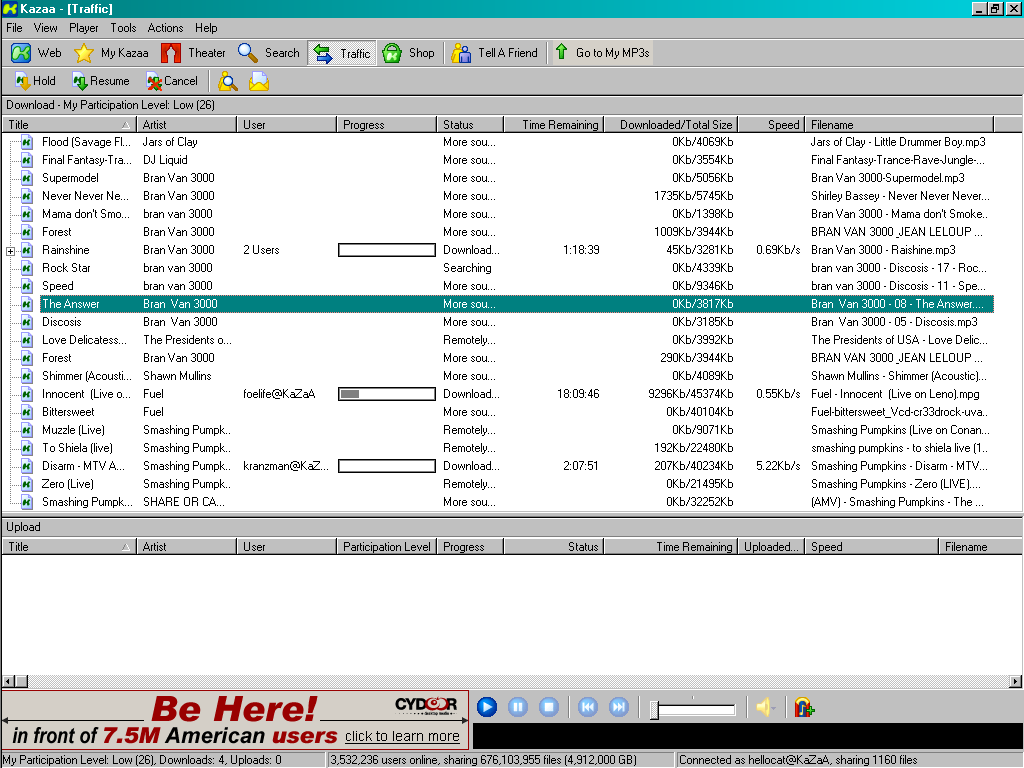 Kazaa - [Traffic]
File View Player Tools Actions Help
Web My Kazaa Theater Search Traffic Shop Tell A Friend Go to My MP3s
Hold Resume Cancel
Download - My Participation Level: Low (26)
Title Artist User Progress Status Time Remaining Downloaded/Total Size Speed Filename
Flood (Savage Fl... Jars of Clay More sou... 0Kb/4069Kb Jars of Clay - Little Drummer Boy.mp3
Final Fantasy-Tra... DJ Liquid More sou... 0Kb/3554Kb Final Fantasy-Trance-Rave-Jungle-...
Supermodel Bran Van 3000 More sou... 0Kb/5056Kb Bran Van 3000-Supermodel.mp3
Never Never Ne... Bran Van 3000 More sou... 1735Kb/5745Kb Shirley Bassey - Never Never Never...
Mama don't Smo... bran van 3000 More sou... 0Kb/1398Kb Bran Van 3000 - Mama don't Smoke..
Forest Bran Van 3000 More sou... 1009Kb/3944Kb BRAN VAN 3000_JEAN LELOUP ...
Rainshine Bran Van 3000 2 Users Download... 1:18:39 45Kb/3281Kb 0.69Kb/s Bran Van 3000 - Raishine.mp3
Rock Star bran van 3000 Searching 0Kb/4339Kb bran van 3000 - Discosis - 17 - Roc...
Speed bran van 3000 More sou... 0Kb/9346Kb bran van 3000 - Discosis - 11 - Spe...
The Answer Bran Van 3000 More sou... 0Kb/3817Kb Bran Van 3000 - 08 - The Answer....
Discosis Bran Van 3000 More sou... 0Kb/3185Kb Bran Van 3000 - 05 - Discosis.mp3
Love Delicatess... The Presidents o... Remotely... 0Kb/3992Kb The Presidents of USA - Love Delic...
Forest Bran Van 3000 More sou... 290Kb/3944Kb BRAN VAN 3000_JEAN LELOUP ...
Shimmer (Acousti... Shawn Mullins More sou... 0Kb/4089Kb Shawn Mullins - Shimmer (Acoustic)...
Innocent (Live o... Fuel foelife@KaZaA Download... 18:09:46 9296Kb/45374Kb 0.55Kb/s Fuel - Innocent (Live on Leno).mpg
Bittersweet Fuel More sou... 0Kb/40104Kb Fuel-bittersweet_Vcd-cr33drock-uva..
Muzzle (Live) Smashing Pumpk.. Remotely... 0Kb/9071Kb Smashing Pumpkins (Live on Conan...
To Shiela (live) Smashing Pumpk.. Remotely... 192Kb/22480Kb smashing pumpkins - to shiela live (1..
Disarm - MTV A... Smashing Pumpk.. kranzman@KaZ... Download... 2:07:51 207Kb/40234Kb 5.22Kb/s Smashing Pumpkins - Disarm - MTV...
Zero (Live) Smashing Pumpk.. Remotely... 0Kb/21495Kb Smashing Pumpkins - Zero (LIVE)....
Smashing Pumpk... SHARE OR CA... More sou... 0Kb/32252Kb (AMV) - Smashing Pumpkins - The ...
Upload
Title Artist User Participation Level Progress Status Time Remaining Uploaded... Speed Filename
Be Here! CYDOOR
in front of 7.5M American users click to learn more
My Participation Level: Low (26), Downloads: 4, Uploads: 0 3,532,236 users online, sharing 676,103,955 files (4,912,000 GB) Connected as hellocat@KaZaA, sharing 1160 files